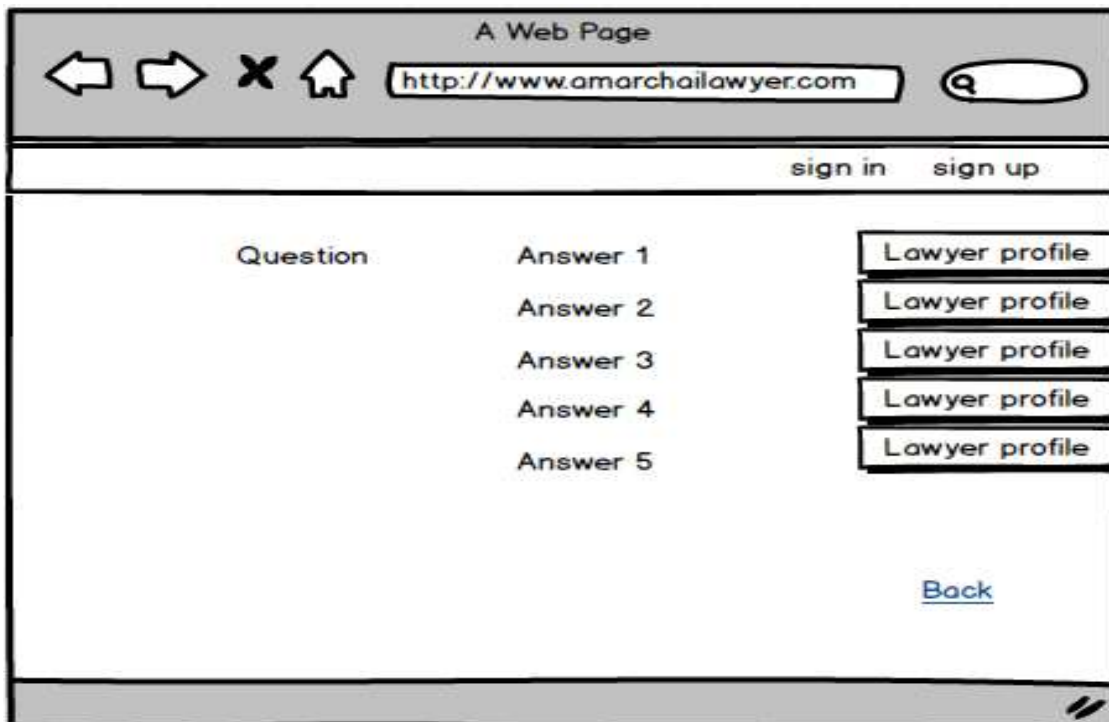 A Web Page
http://www.amarchailawyer.com
sign in sign up
Question Answer 1 Lawyer profile
Answer 2 Lawyer profile
Answer 3 Lawyer profile
Answer 4 Lawyer profile
Answer 5 Lawyer profile
Back